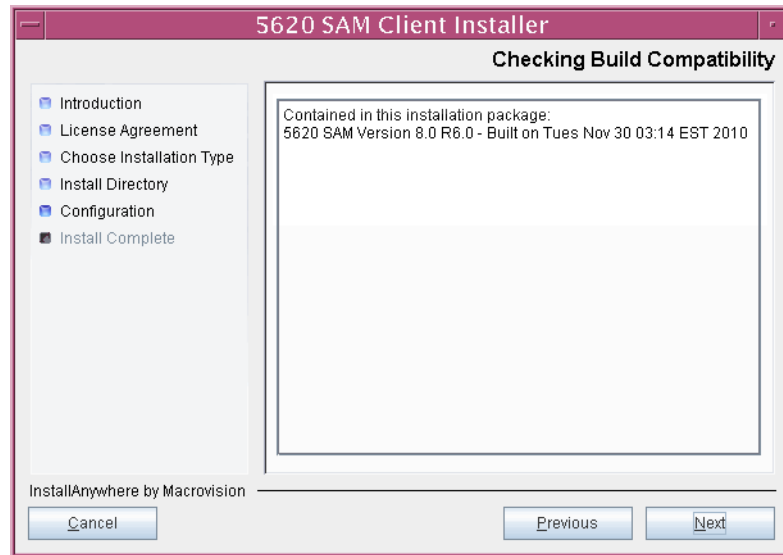 5620 SAM Client Installer
Checking Build Compatibility
Introduction
License Agreement
Choose Installation Type
Install Directory
Configuration
Install Complete
Contained in this installation package:
5620 SAM Version 8.0 R6.0 - Built on Tues Nov 30 03:14 EST 2010
InstallAnywhere by Macrovision
Cancel
Previous
Next